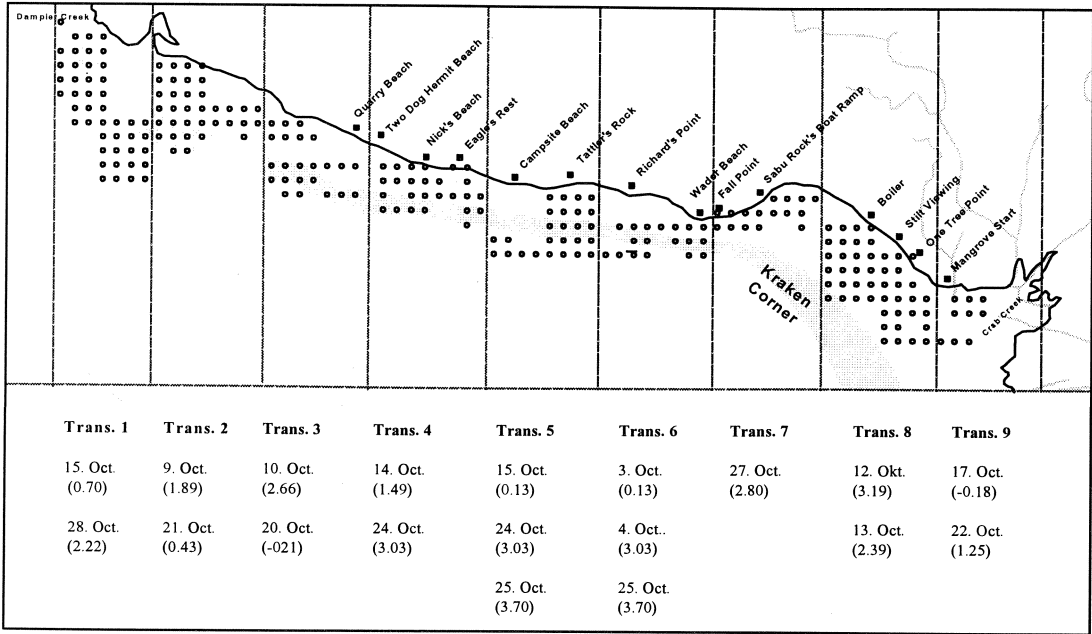 Dampier Creek
Quarry Beach
Two Dog Hermit Beach
Nick's Beach
Eagle's Rest
Campsite Beach
Tattler's Rock
Richard's Point
Wader Beach
Fall Point
Sabu Rock's Boat Ramp
Boiler
Stilt Viewing
One Tree Point
Mangrove Start
Crab Creek
Kraken
Corner
Trans. 1 Trans. 2 Trans. 3 Trans. 4 Trans. 5 Trans. 6 Trans. 7 Trans. 8 Trans. 9
15. Oct. 9. Oct. 10. Oct. 14. Oct. 15. Oct. 3. Oct. 27. Oct. 12. Okt. 17. Oct.
(0.70) (1.89) (2.66) (1.49) (0.13) (0.13) (2.80) (3.19) (-0.18)
28. Oct. 21. Oct. 20. Oct. 24. Oct. 24. Oct. 4. Oct.. 13. Oct. 22. Oct.
(2.22) (0.43) (-021) (3.03) (3.03) (3.03) (2.39) (1.25)
25. Oct. 25. Oct.
(3.70) (3.70)